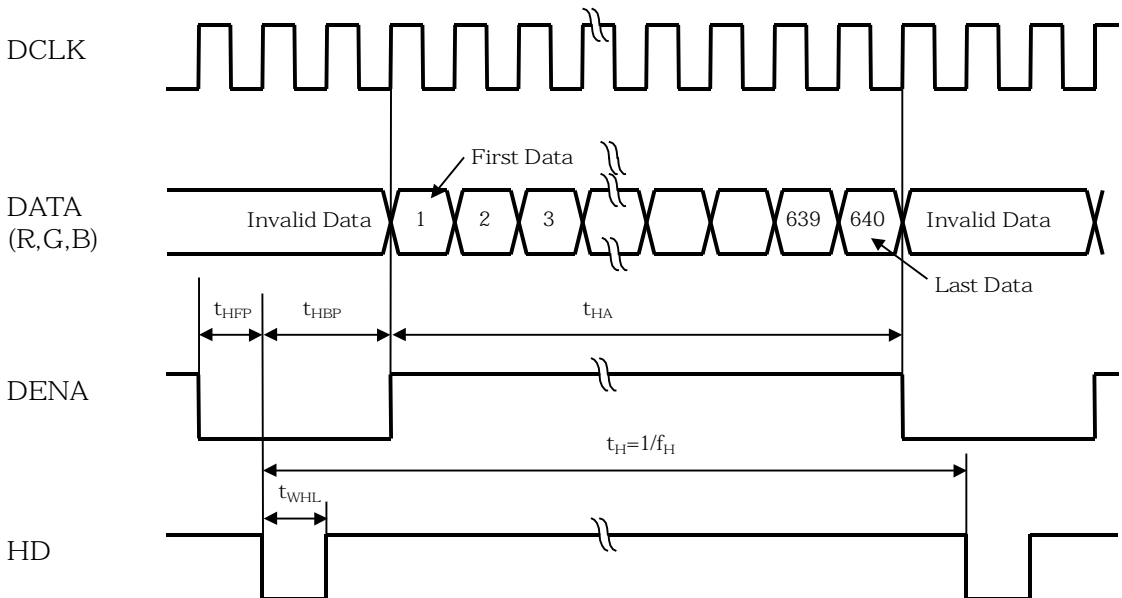 DCLK
First Data
DATA
(R,G,B)
Invalid Data 1 2 3 639 640 Invalid Data
Last Data
tHFP tHBP tHA
DENA
tH=1/fH
tWHL
HD